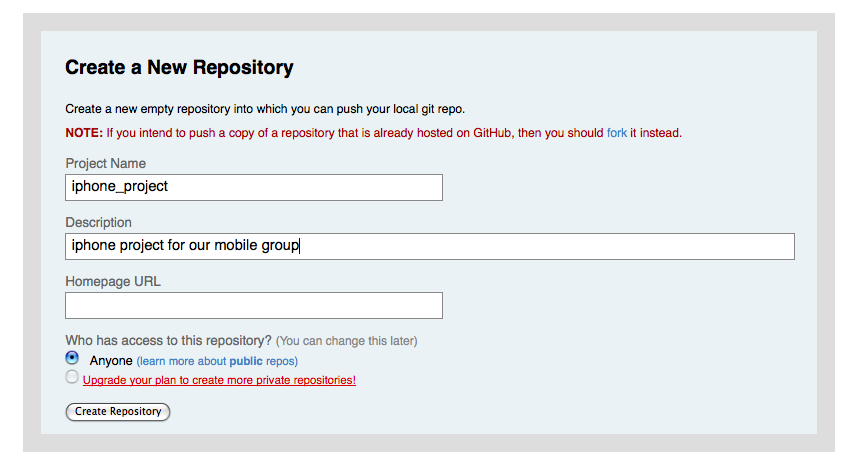 Create a New Repository
Create a new empty repository into which you can push your local git repo.
NOTE: If you intend to push a copy of a repository that is already hosted on GitHub, then you should fork it instead.
Project Name
iphone_project
Description
iphone project for our mobile group
Homepage URL
Who has access to this repository? (You can change this later)
Anyone (learn more about public repos)
Upgrade your plan to create more private repositories!
Create Repository